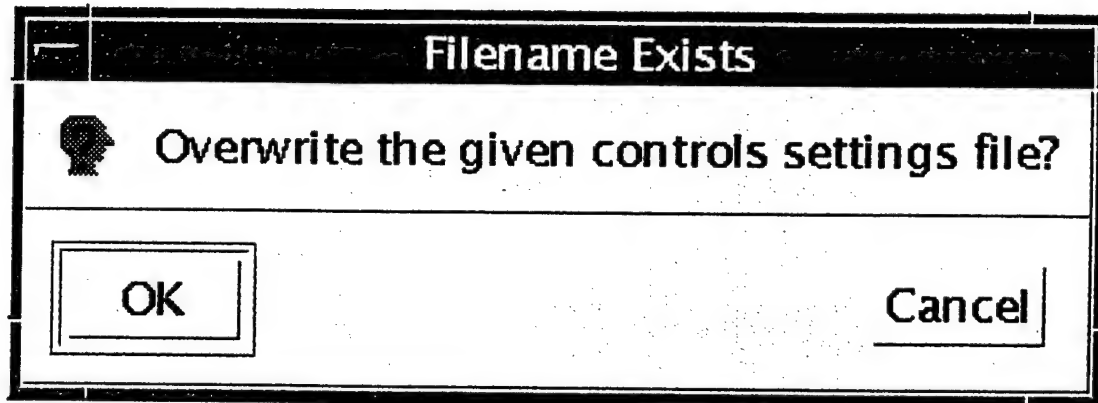 Filename Exists
Overwrite the given controls settings file?
OK
Cancel